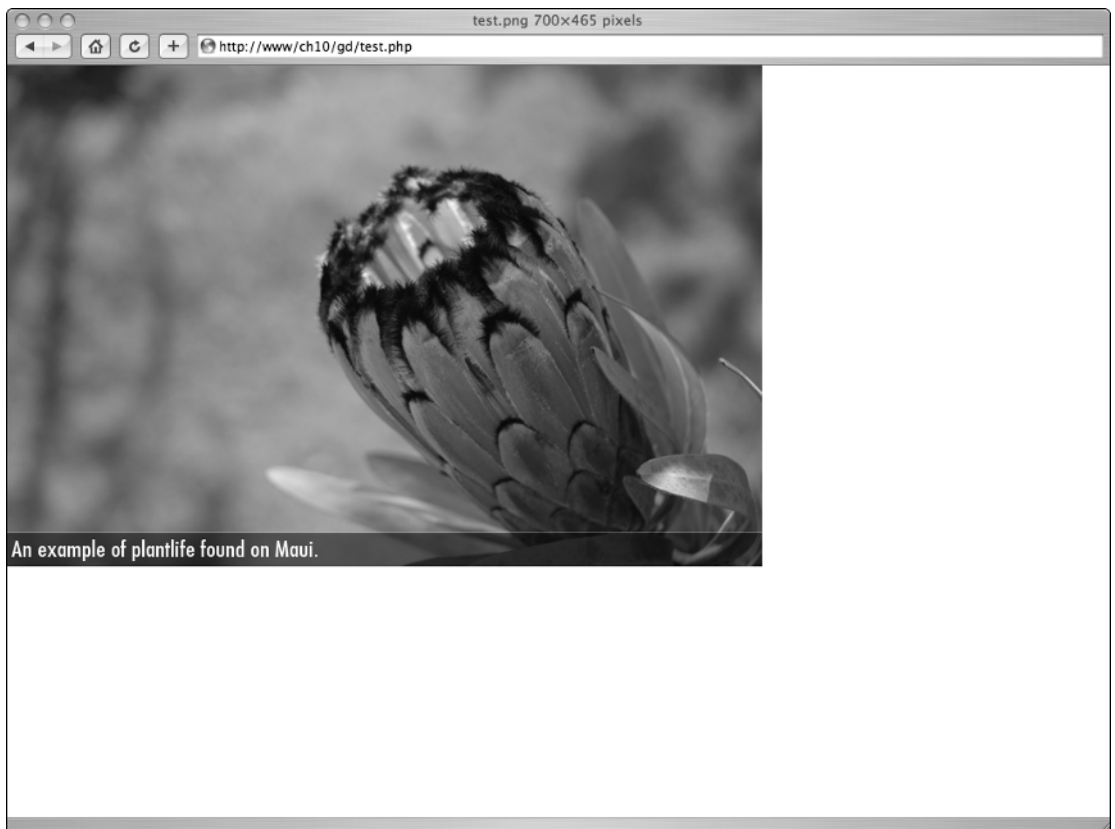 test.png 700×465 pixels
http://www/ch10/gd/test.php
An example of plantlife found on Maui.